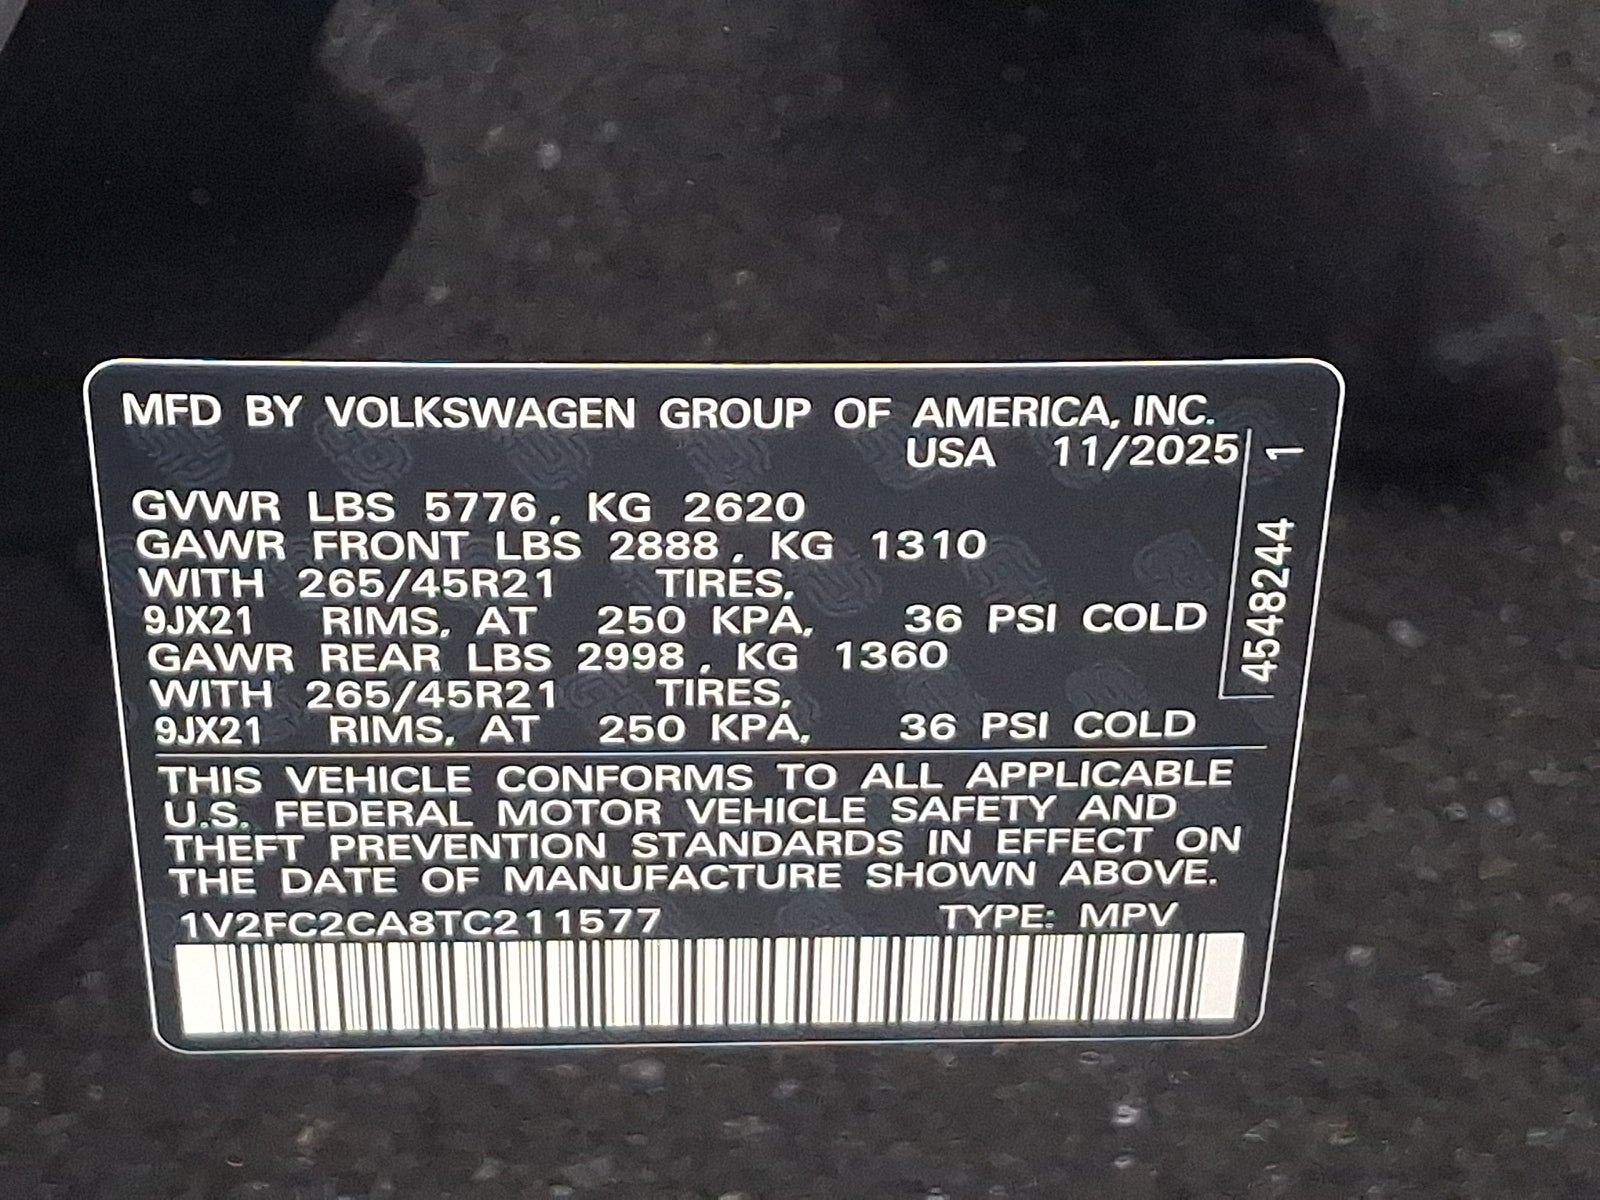 MFD BY VOLKSWAGEN GROUP OF AMERICA, INC.
USA 11/2025
GVWR LBS 5776, KG 2620
GAWR FRONT LBS 2888, KG 1310
WITH 265/45R21 TIRES,
9JX21 RIMS, AT 250 KPA, 36 PSI COLD
GAWR REAR LBS 2998, KG 1360
WITH 265/45R21 TIRES,
9JX21 RIMS, AT 250 KPA, 36 PSI COLD
THIS VEHICLE CONFORMS TO ALL APPLICABLE
U.S. FEDERAL MOTOR VEHICLE SAFETY AND
THEFT PREVENTION STANDARDS IN EFFECT ON
THE DATE OF MANUFACTURE SHOWN ABOVE.
1V2FC2CA8TC211577 TYPE: MPV
4548244 1